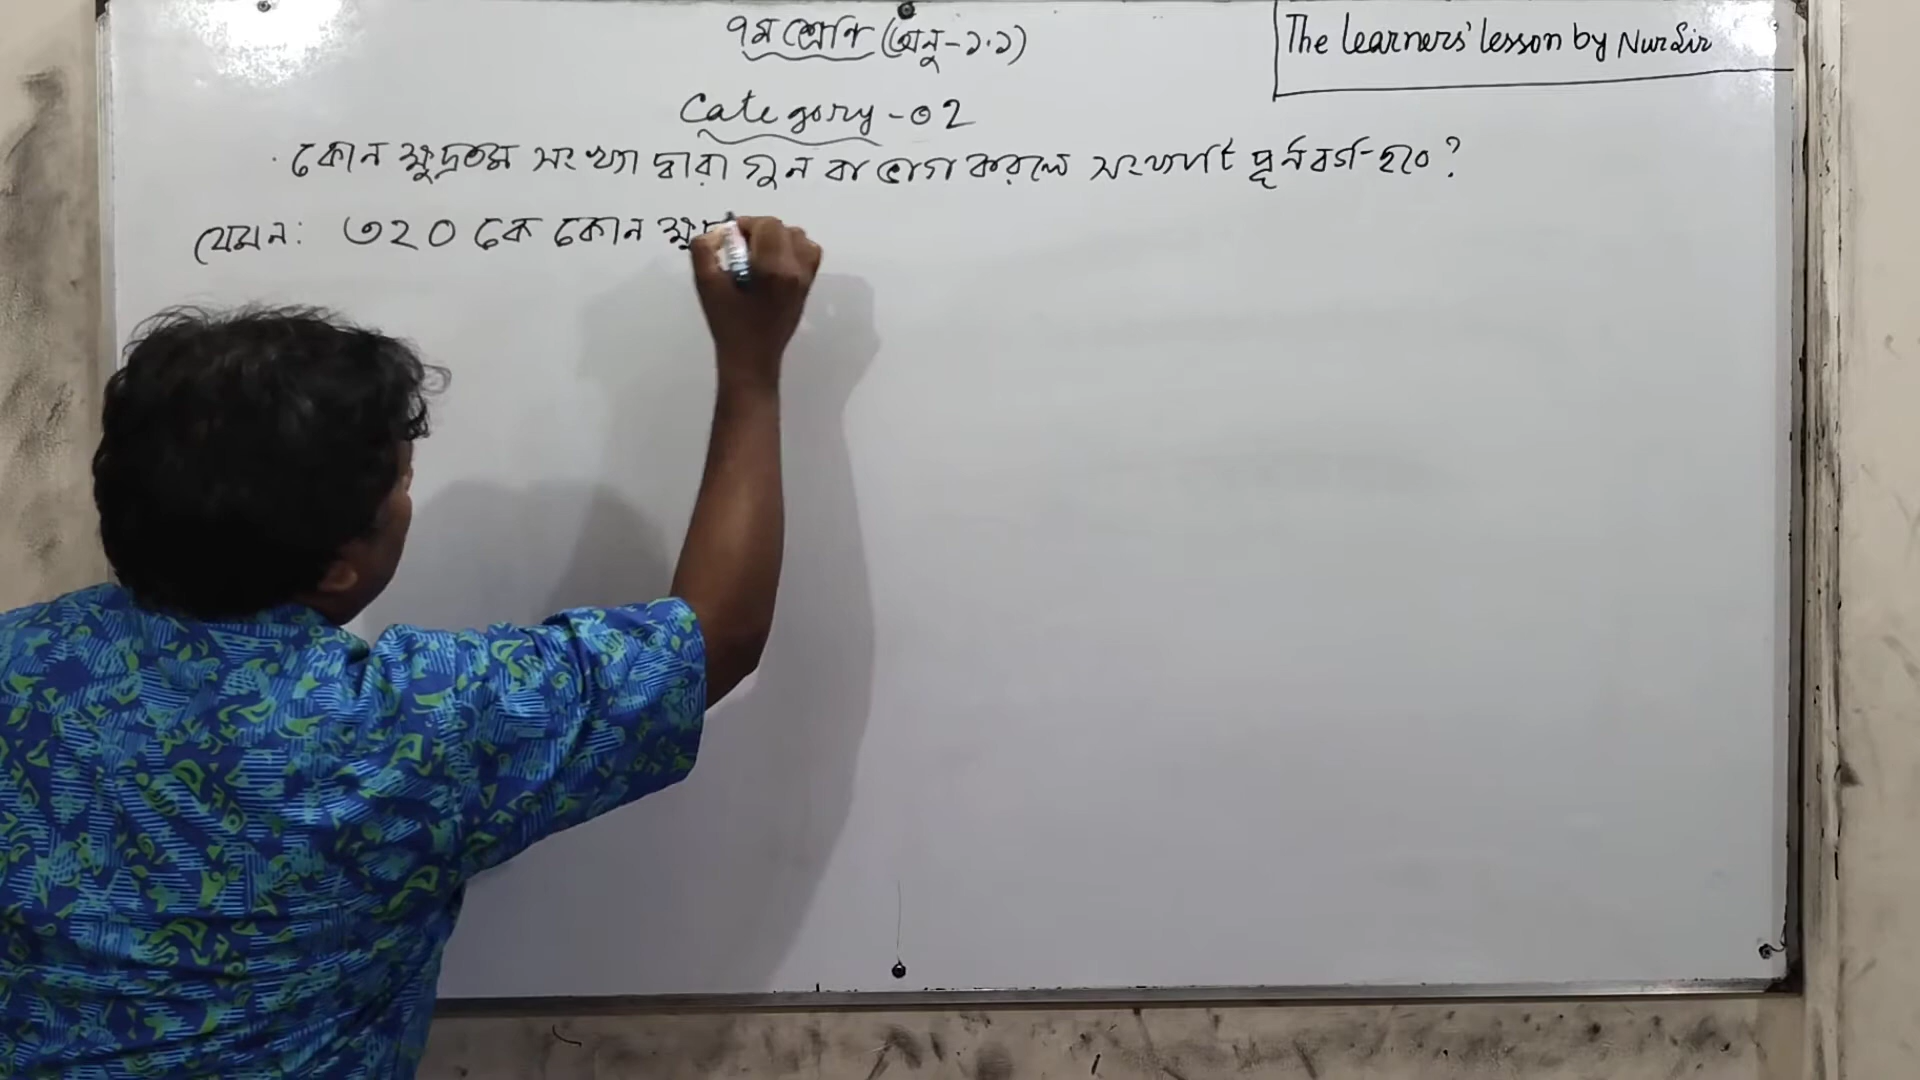 ৭ম শ্রেণি (অনু-১.১)
The learners' lesson by Nur Sir
Category-02
কোন ক্ষুদ্রতম সংখ্যা দ্বারা গুন বা ভাগ করলে সংখ্যাটি পূর্নবর্গ হবে?
যেমন: ৩২০ কে কোন